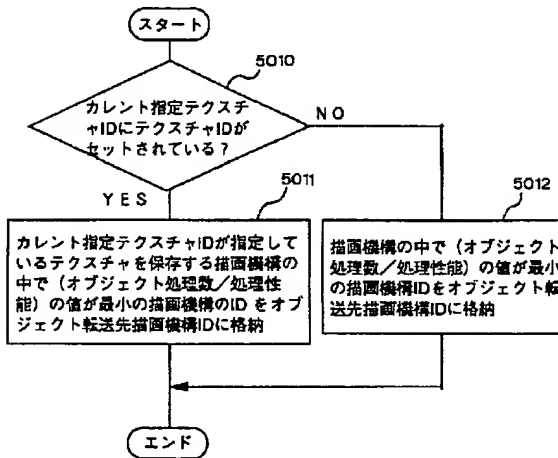 スタート
5010
カレント指定テクスチ
ャIDにテクスチャIDが
セットされている？
NO
YES
5011
カレント指定テクスチャIDが指定して
いるテクスチャを保存する描画機構の
中で（オブジェクト処理数／処理性
能）の値が最小の描画機構のID をオブ
ジェクト転送先描画機構IDに格納
5012
描画機構の中で（オブジェクト
処理数／処理性能）の値が最小
の描画機構IDをオブジェクト転
送先描画機構IDに格納
エンド